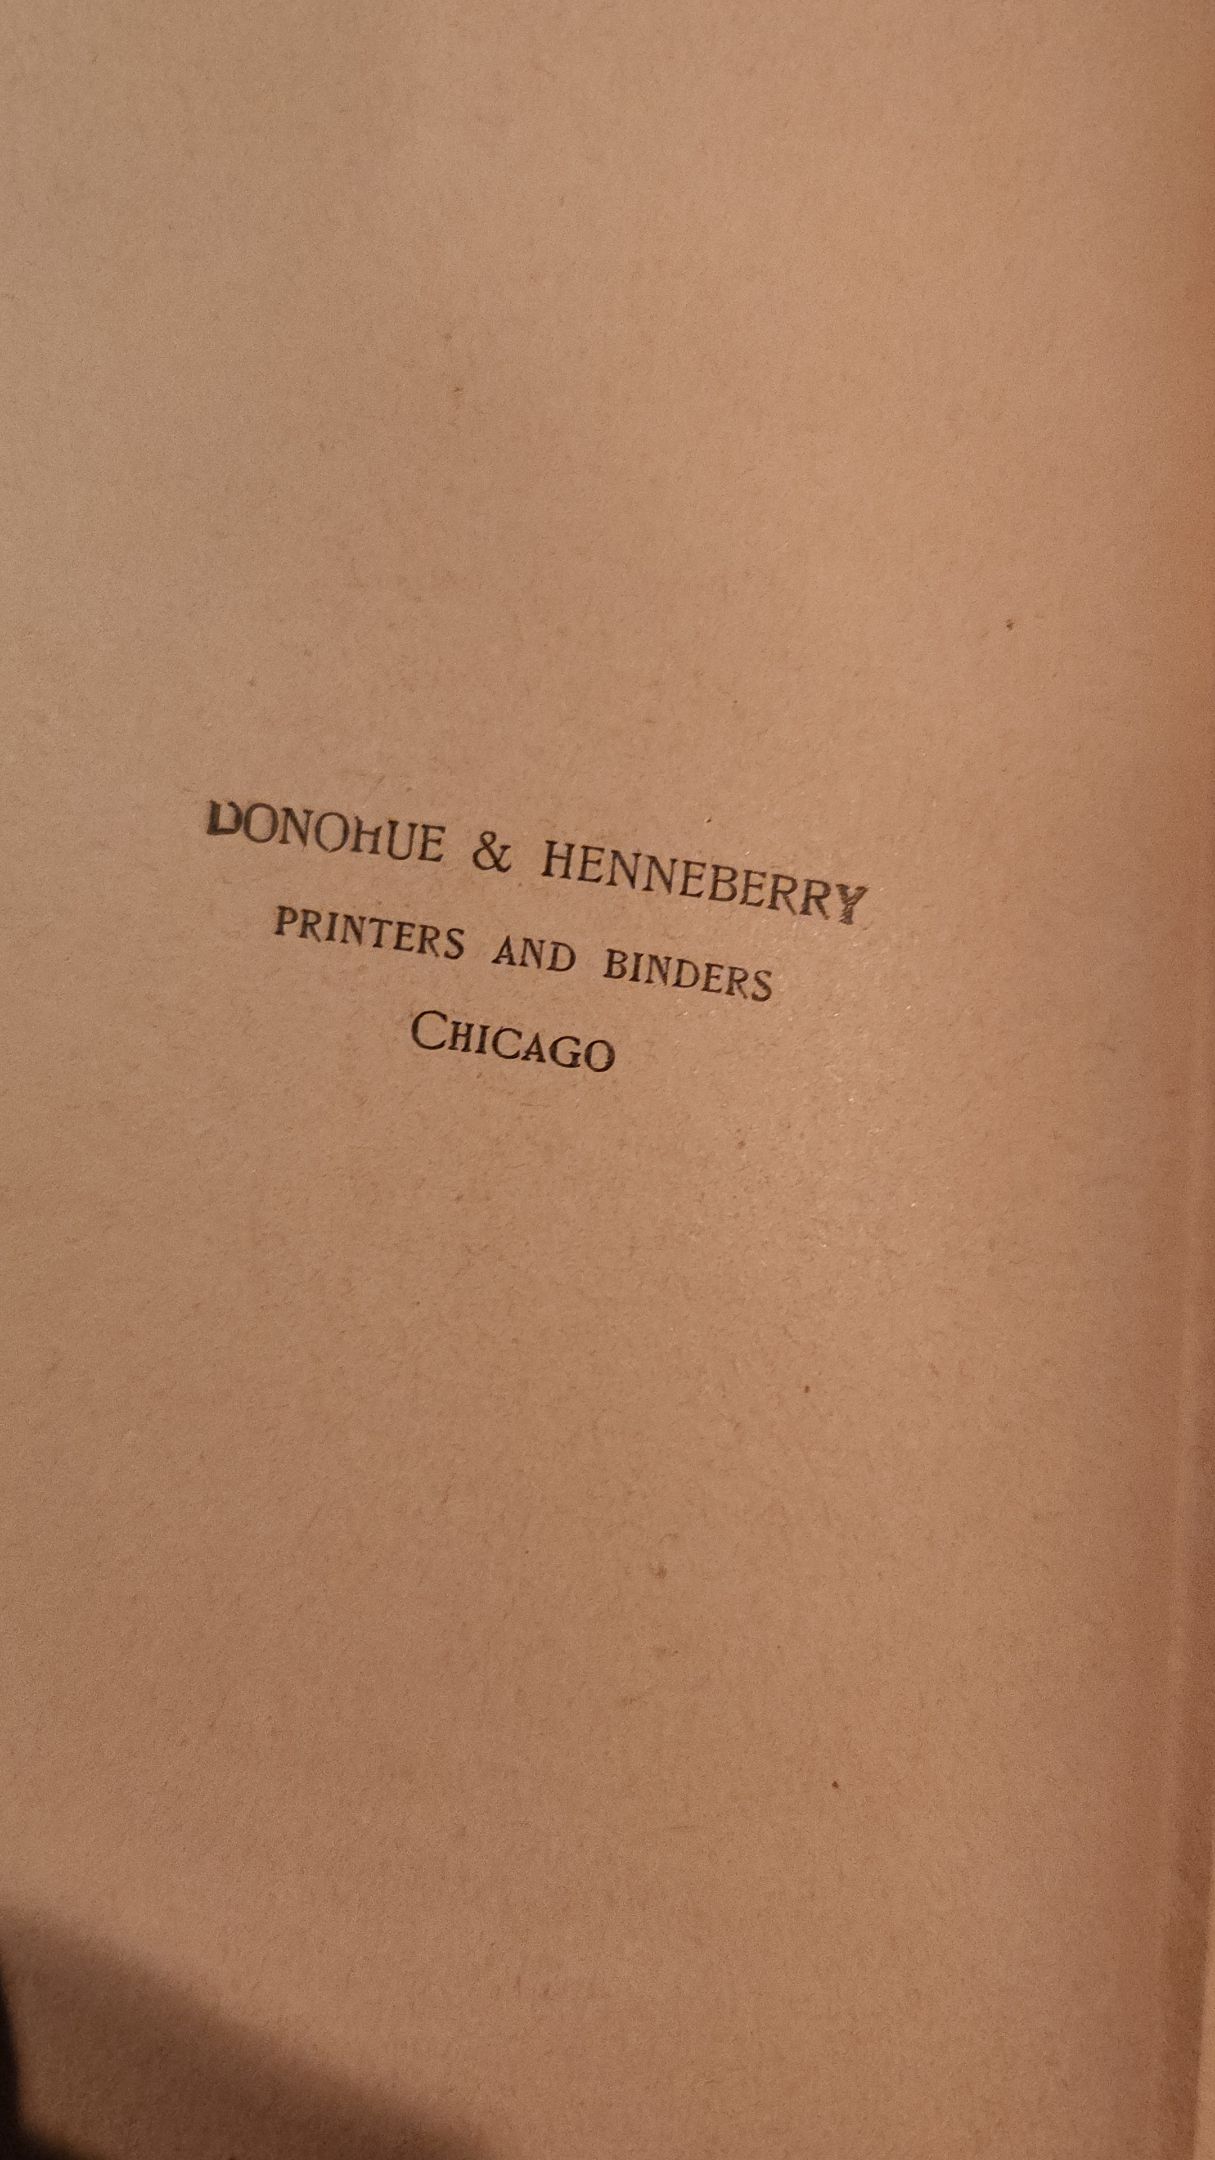 DONOHUE & HENNEBERRY
PRINTERS AND BINDERS
CHICAGO